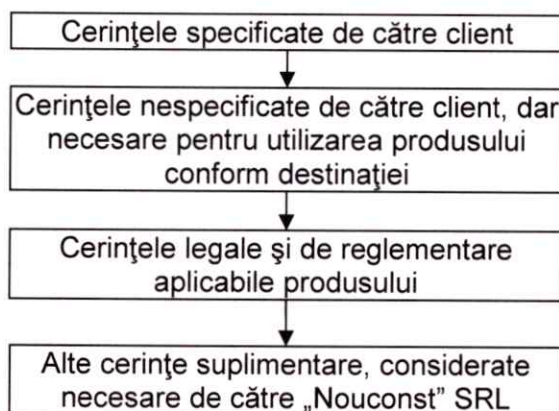 Cerinţele specificate de către client
Cerinţele nespecificate de către client, dar
necesare pentru utilizarea produsului
conform destinaţiei
Cerinţele legale şi de reglementare
aplicabile produsului
Alte cerinţe suplimentare, considerate
necesare de către „Nouconst” SRL